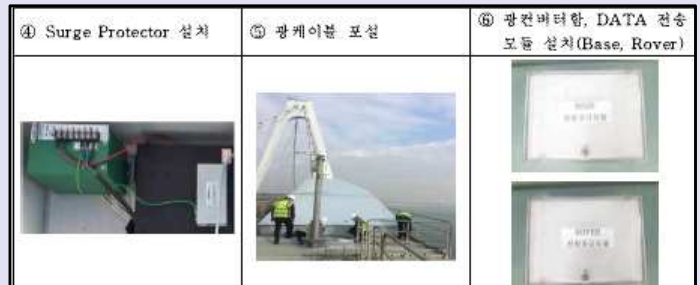 ④ Surge Protector 설치
⑤ 광케이블 포설
⑥ 광컨버터함, DATA 전송
모듈 설치(Base, Rover)
ROVER